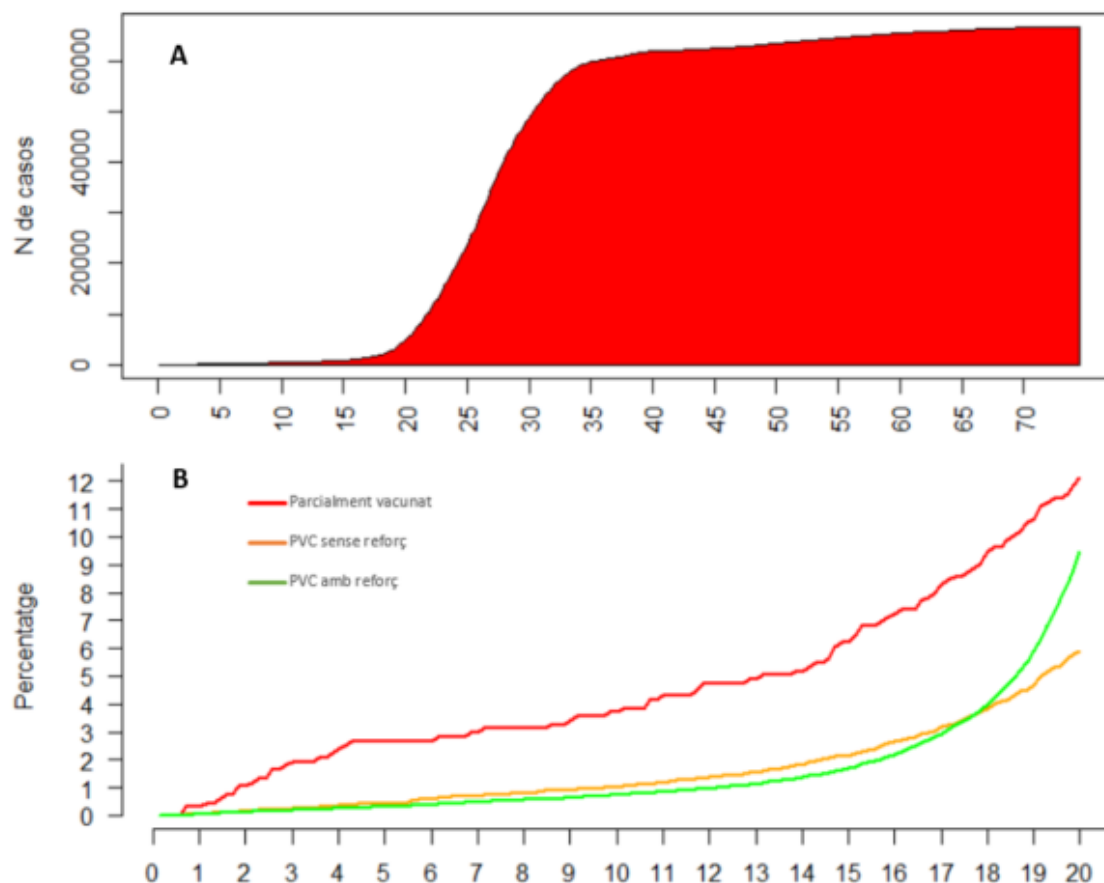 A
N de casos
60000
40000
20000
0
0 5 10 15 20 25 30 35 40 45 50 55 60 65 70
B
Parcialment vacunat
PVC sense reforç
PVC amb reforç
Percentatge
12
11
10
9
8
7
6
5
4
3
2
1
0
0 1 2 3 4 5 6 7 8 9 10 11 12 13 14 15 16 17 18 19 20